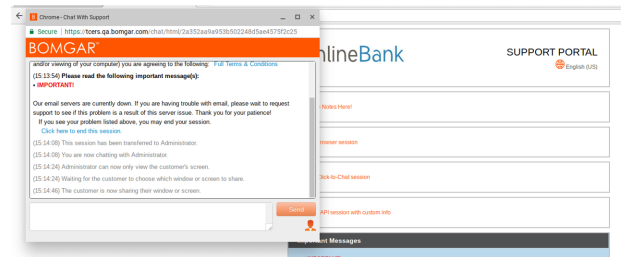 Chrome - Chat With Support
Secure | https://tcers.qa.bomgar.com/chat/html/2a352aa9a953b502248d5ae4575f2c25
BOMGAR™
and/or viewing of your computer) you are agreeing to the following: Full Terms & Conditions
(15:13:54) Please read the following important message(s):
• IMPORTANT!
Our email servers are currently down. If you are having trouble with email, please wait to request
support to see if this problem is a result of this server issue. Thank you for your patience!
If you see your problem listed above, you may end your session.
Click here to end this session.
(15:14:08) This session has been transferred to Administrator.
(15:14:08) You are now chatting with Administrator.
(15:14:24) Administrator can now only view the customer's screen.
(15:14:24) Waiting for the customer to choose which window or screen to share.
(15:14:46) The customer is now sharing their window or screen.
Send
nlineBank
SUPPORT PORTAL
English (US)
Notes Here!
session
Click-to-Chat session
API session with custom info
Important Messages